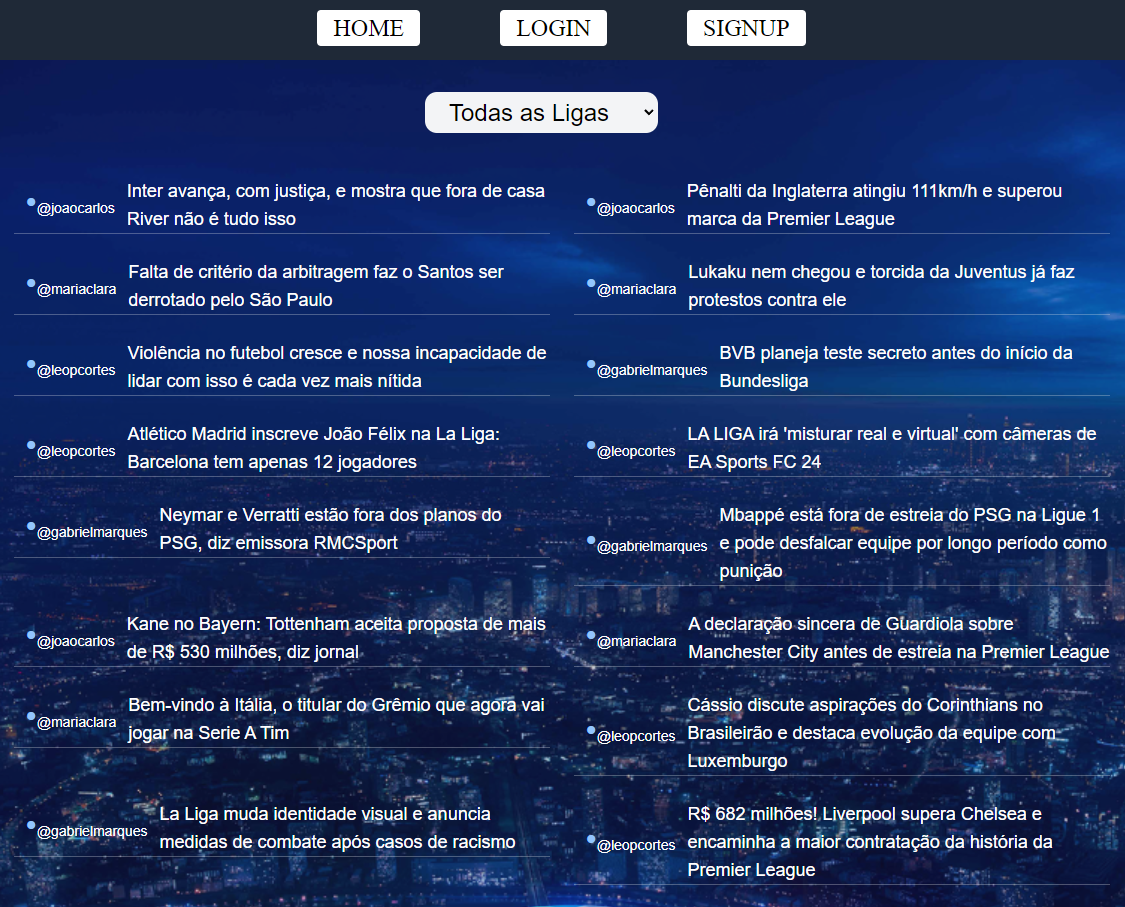 HOME
LOGIN
SIGNUP
Todas as Ligas
@joaocarlos
Inter avança, com justiça, e mostra que fora de casa
River não é tudo isso
@joaocarlos
Pênalti da Inglaterra atingiu 111km/h e superou
marca da Premier League
@mariaclara
Falta de critério da arbitragem faz o Santos ser
derrotado pelo São Paulo
@mariaclara
Lukaku nem chegou e torcida da Juventus já faz
protestos contra ele
@leopcortes
Violência no futebol cresce e nossa incapacidade de
lidar com isso é cada vez mais nítida
@gabrielmarques
BVB planeja teste secreto antes do início da
Bundesliga
@leopcortes
Atlético Madrid inscreve João Félix na La Liga:
Barcelona tem apenas 12 jogadores
@leopcortes
LA LIGA irá 'misturar real e virtual' com câmeras de
EA Sports FC 24
@gabrielmarques
Neymar e Verratti estão fora dos planos do
PSG, diz emissora RMCSport
@gabrielmarques
Mbappé está fora de estreia do PSG na Ligue 1
e pode desfalcar equipe por longo período como
punição
@joaocarlos
Kane no Bayern: Tottenham aceita proposta de mais
de R$ 530 milhões, diz jornal
@mariaclara
A declaração sincera de Guardiola sobre
Manchester City antes de estreia na Premier League
@mariaclara
Bem-vindo à Itália, o titular do Grêmio que agora vai
jogar na Serie A Tim
@leopcortes
Cássio discute aspirações do Corinthians no
Brasileirão e destaca evolução da equipe com
Luxemburgo
@gabrielmarques
La Liga muda identidade visual e anuncia
medidas de combate após casos de racismo
@leopcortes
R$ 682 milhões! Liverpool supera Chelsea e
encaminha a maior contratação da história da
Premier League